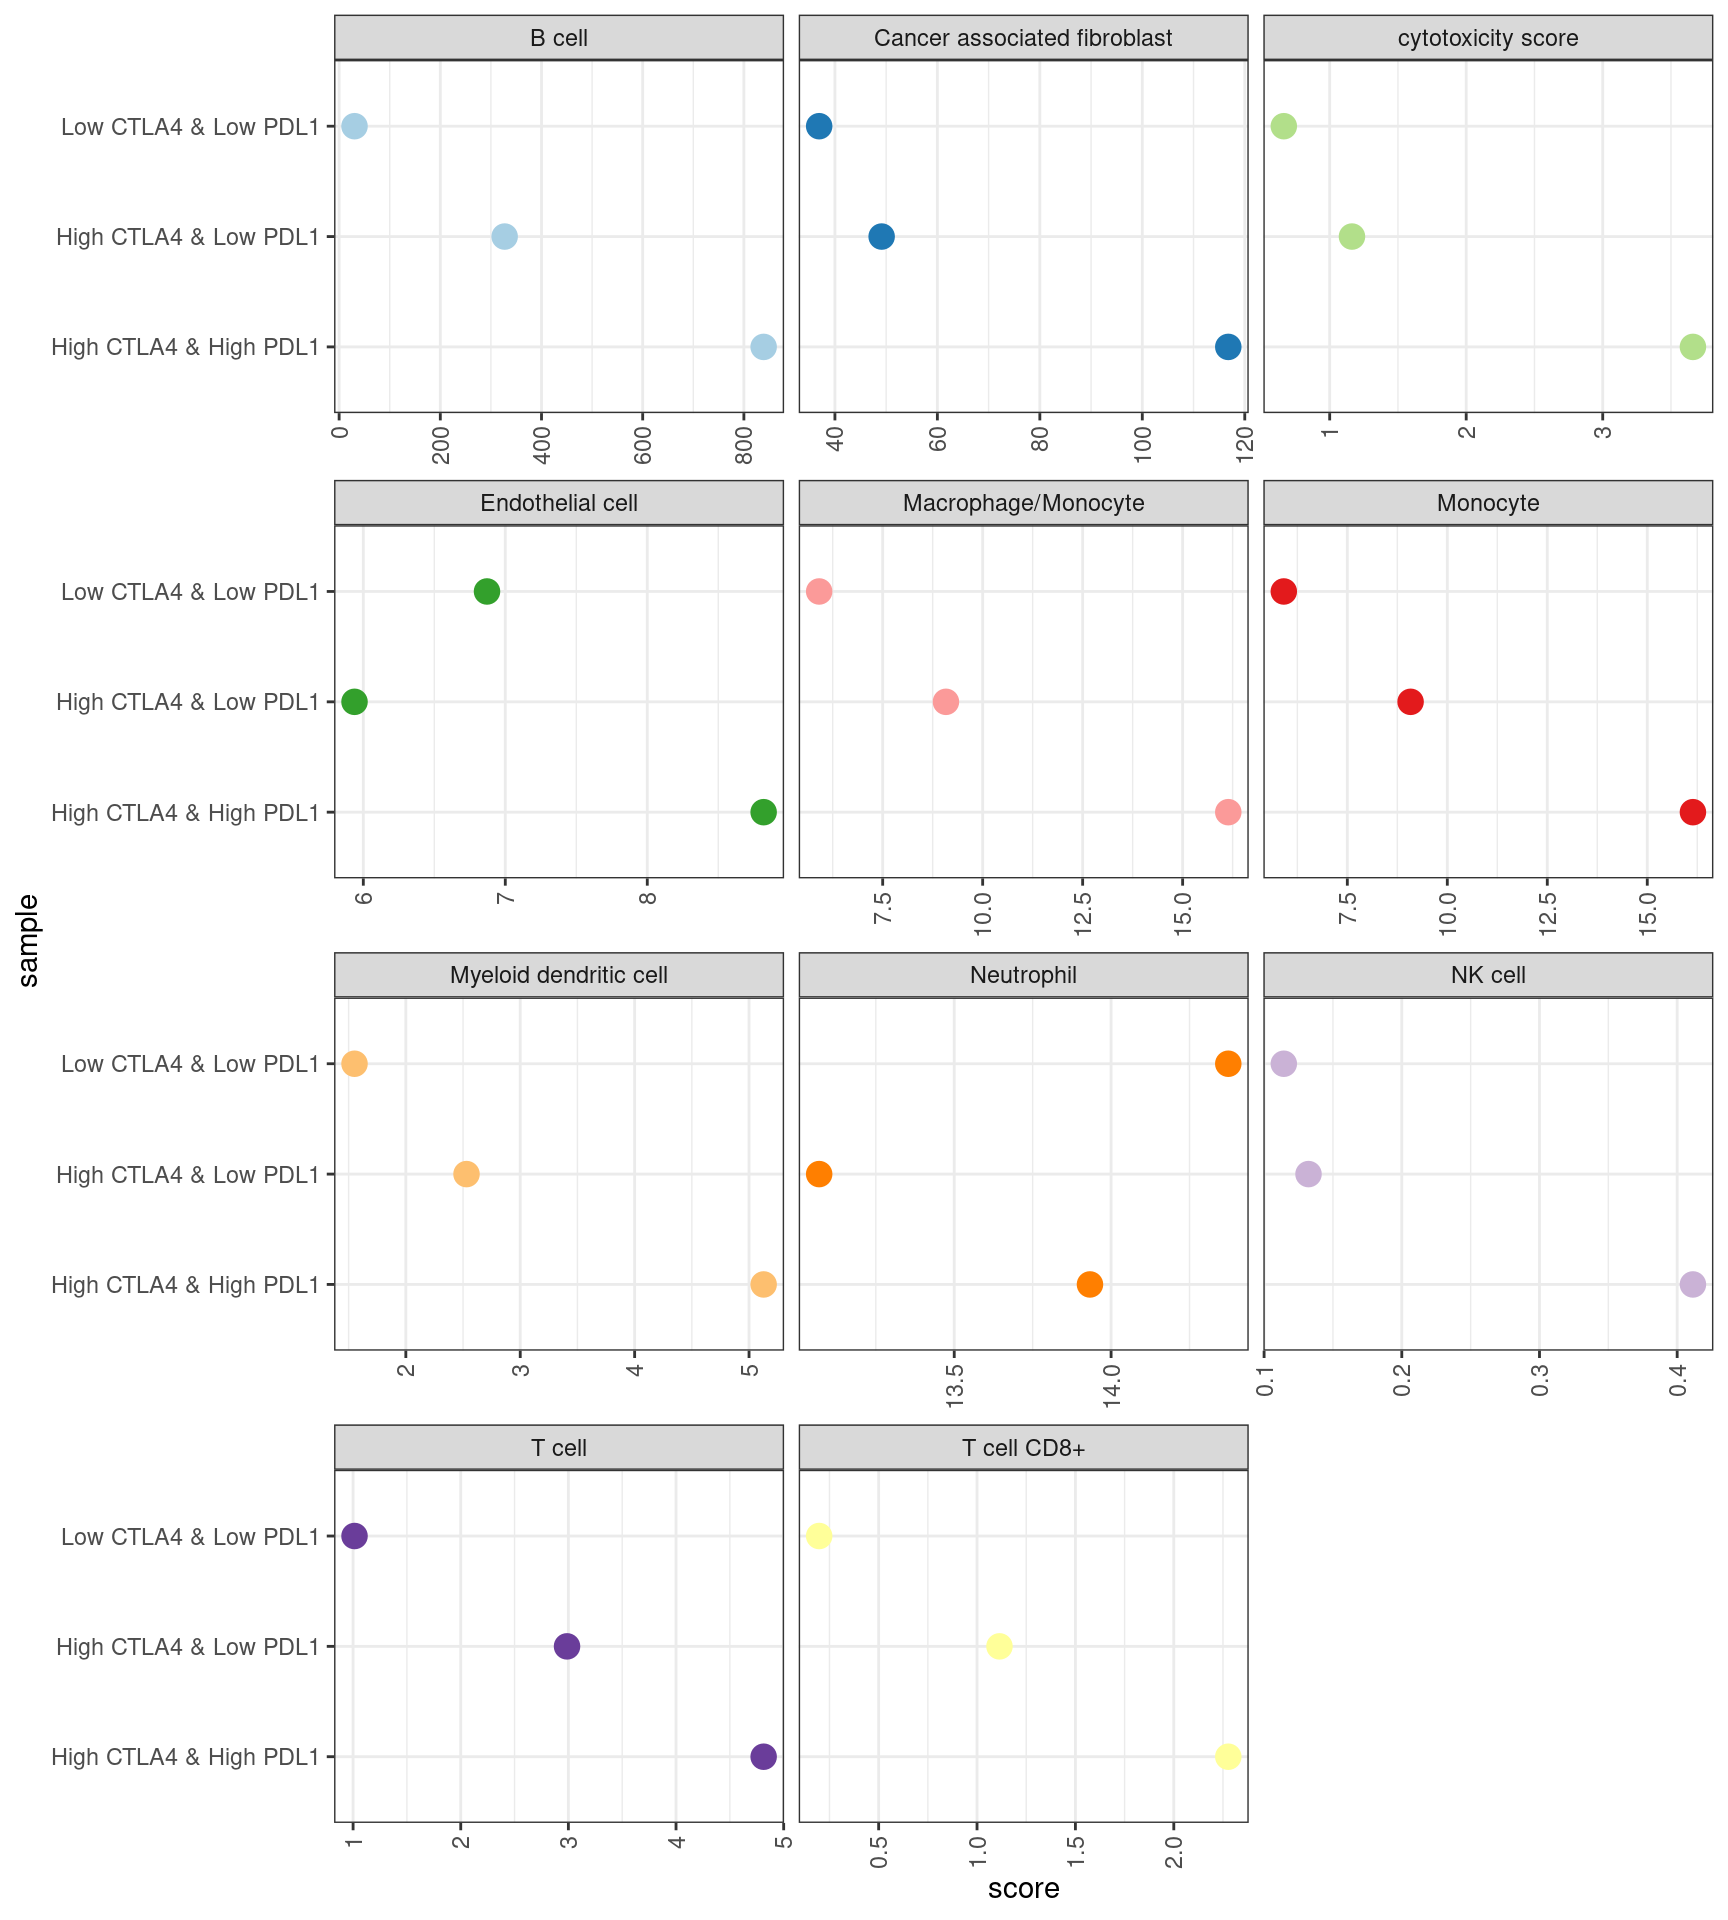 B cell
Cancer associated fibroblast
cytotoxicity score
Low CTLA4 & Low PDL1
High CTLA4 & Low PDL1
High CTLA4 & High PDL1
0 200 400 600 800
40 60 80 100 120
1 2 3
Endothelial cell
Macrophage/Monocyte
Monocyte
Low CTLA4 & Low PDL1
High CTLA4 & Low PDL1
High CTLA4 & High PDL1
6 7 8
7.5 10.0 12.5 15.0
7.5 10.0 12.5 15.0
sample
Myeloid dendritic cell
Neutrophil
NK cell
Low CTLA4 & Low PDL1
High CTLA4 & Low PDL1
High CTLA4 & High PDL1
2 3 4 5
13.5 14.0
0.1 0.2 0.3 0.4
T cell
T cell CD8+
Low CTLA4 & Low PDL1
High CTLA4 & Low PDL1
High CTLA4 & High PDL1
1 2 3 4 5
0.5 1.0 1.5 2.0
score